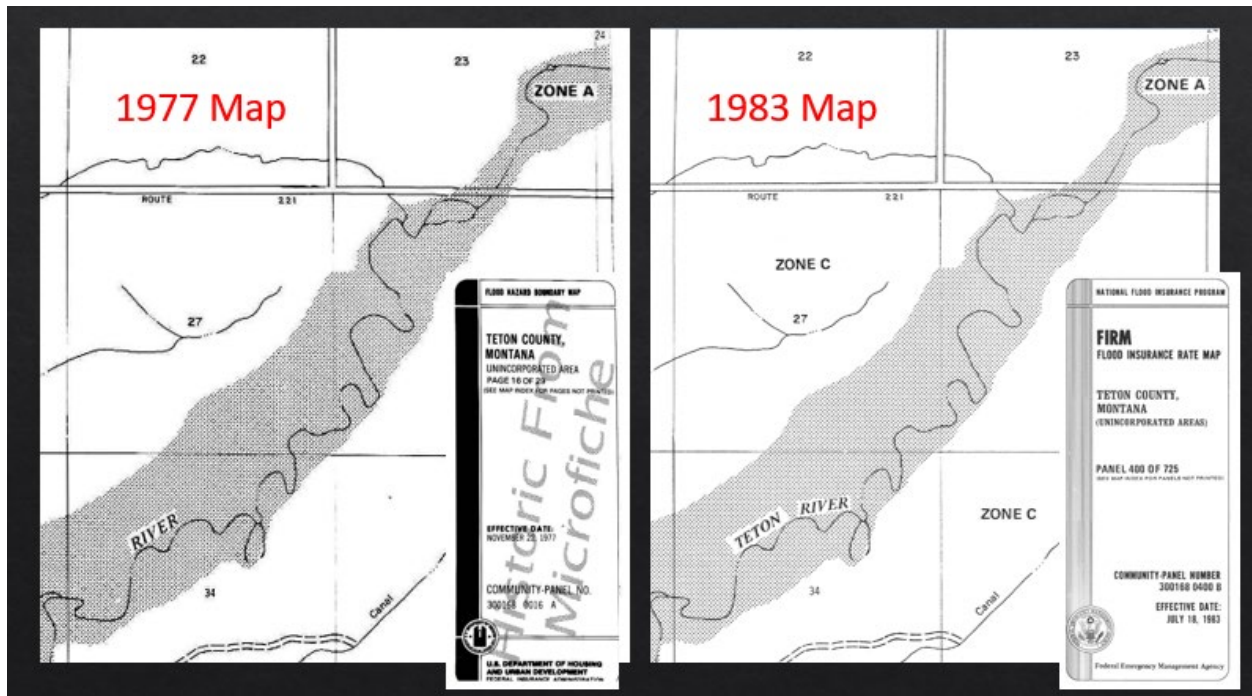 1977 Map
22
23
24
ZONE A
ROUTE 221
27
RIVER
34
Canal
FLOOD HAZARD BOUNDARY MAP
TETON COUNTY,
MONTANA
UNINCORPORATED AREA
PAGE 16 OF 29
(SEE MAP INDEX FOR PAGES NOT PRINTED)
EFFECTIVE DATE:
NOVEMBER 22, 1977
COMMUNITY-PANEL NO.
300168 0016 A
U.S. DEPARTMENT OF HOUSING
AND URBAN DEVELOPMENT
FEDERAL INSURANCE ADMINISTRATION
Historic From
Microfiche
1983 Map
22
23
24
ZONE A
ROUTE 221
ZONE C
27
TETON RIVER
ZONE C
34
Canal
NATIONAL FLOOD INSURANCE PROGRAM
FIRM
FLOOD INSURANCE RATE MAP
TETON COUNTY,
MONTANA
(UNINCORPORATED AREAS)
PANEL 400 OF 725
(SEE MAP INDEX FOR PANELS NOT PRINTED)
COMMUNITY-PANEL NUMBER
300168 0400 B
EFFECTIVE DATE:
JULY 18, 1983
Federal Emergency Management Agency